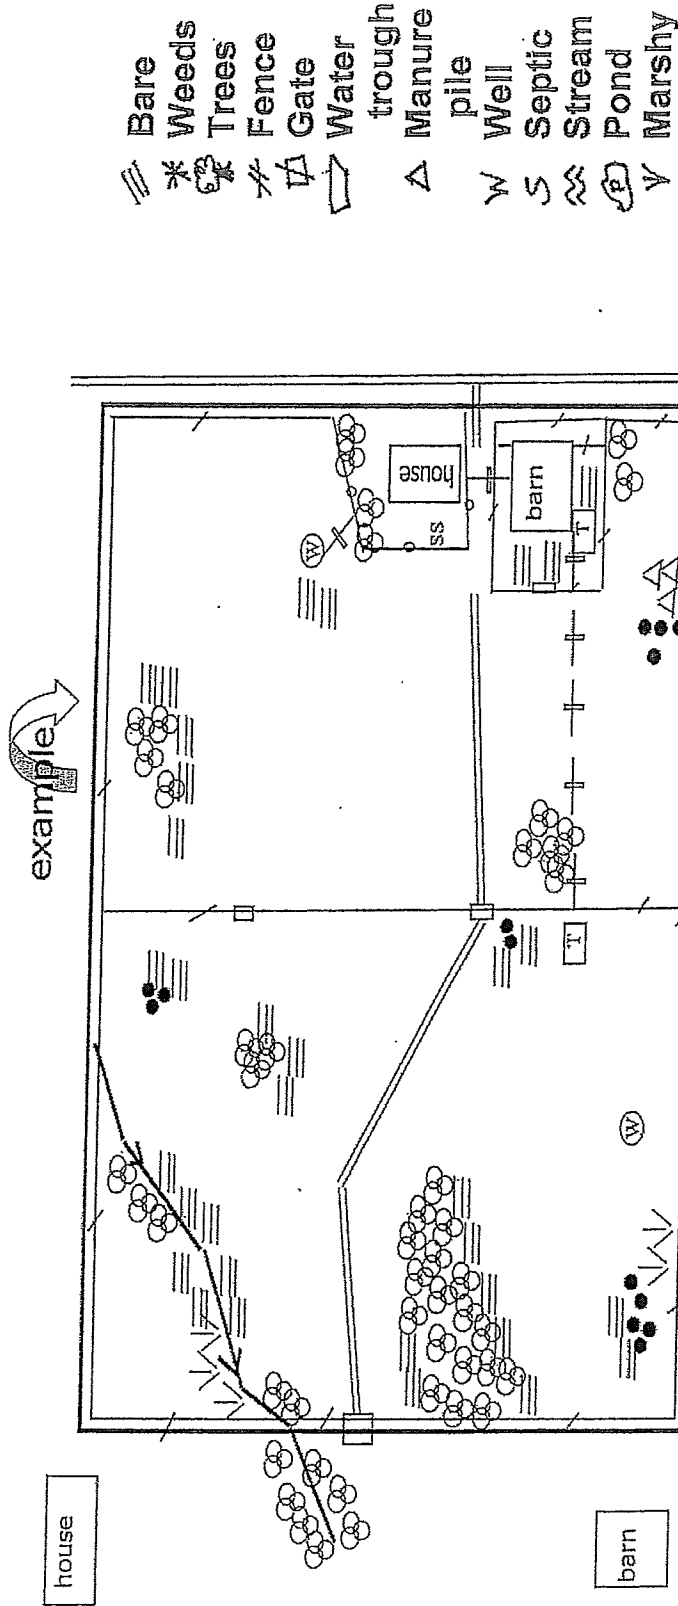 example
Bare
Weeds
Trees
Fence
Gate
Water
trough
Manure
pile
W Well
S Septic
Stream
P Pond
Marshy
house
barn
house
barn
ss
W
T
T
W